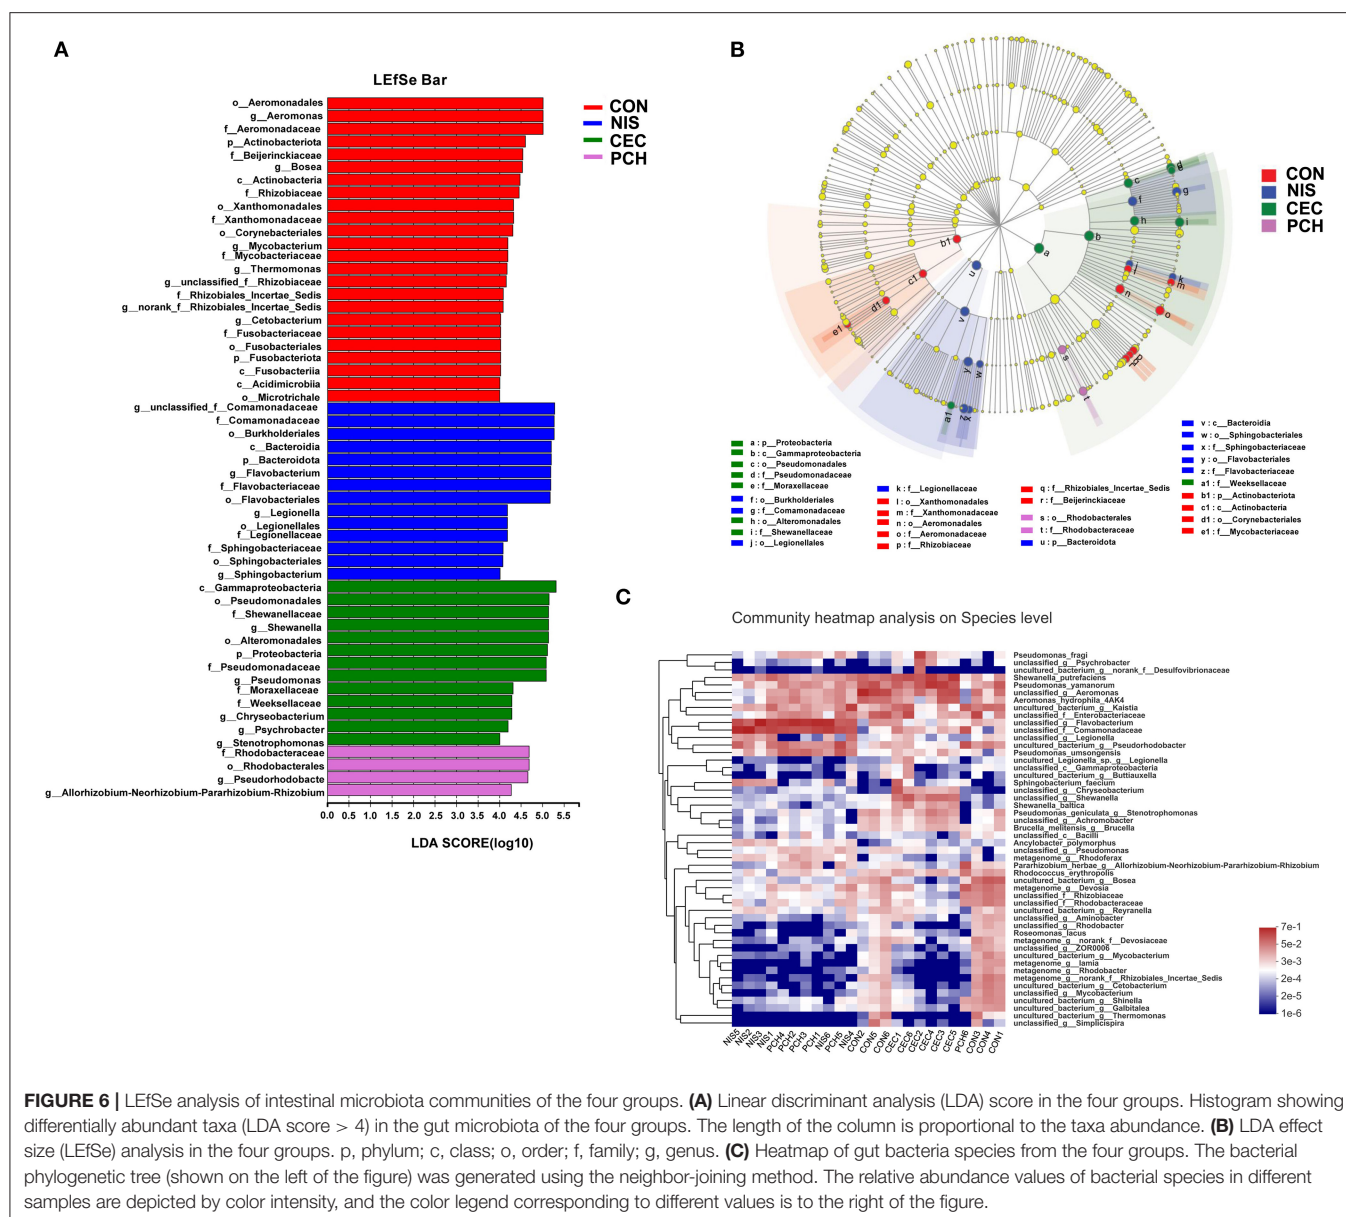 A
LEfSe Bar
o__Aeromonadales
g__Aeromonas
f__Aeromonadaceae
p__Actinobacteriota
f__Beijerinckiaceae
g__Bosea
c__Actinobacteria
f__Rhizobiaceae
o__Xanthomonadales
f__Xanthomonadaceae
o__Corynebacteriales
g__Mycobacterium
f__Mycobacteriaceae
g__Thermomonas
g__unclassified_f__Rhizobiaceae
f__Rhizobiales_Incertae_Sedis
g__norank_f__Rhizobiales_Incertae_Sedis
g__Cetobacterium
f__Fusobacteriaceae
o__Fusobacteriales
p__Fusobacteriota
c__Fusobacteriia
c__Acidimicrobiia
o__Microtrichale
g__unclassified_f__Comamonadaceae
f__Comamonadaceae
o__Burkholderiales
c__Bacteroidia
p__Bacteroidota
g__Flavobacterium
f__Flavobacteriaceae
o__Flavobacteriales
g__Legionella
o__Legionellales
f__Legionellaceae
f__Sphingobacteriaceae
o__Sphingobacteriales
g__Sphingobacterium
c__Gammaproteobacteria
o__Pseudomonadales
f__Shewanellaceae
g__Shewanella
o__Alteromonadales
p__Proteobacteria
f__Pseudomonadaceae
g__Pseudomonas
f__Moraxellaceae
f__Weeksellaceae
g__Chryseobacterium
g__Psychrobacter
g__Stenotrophomonas
f__Rhodobacteraceae
o__Rhodobacterales
g__Pseudorhodobacte
g__Allorhizobium-Neorhizobium-Pararhizobium-Rhizobium
0.0 0.5 1.0 1.5 2.0 2.5 3.0 3.5 4.0 4.5 5.0 5.5
LDA SCORE(log10)
CON
NIS
CEC
PCH
B
CON
NIS
CEC
PCH
a
b
c
d
e
f
g
h
i
j
k
l
m
n
o
s
t
u
v
w
x
y
z
a1
b1
c1
d1
e1
a : p__Proteobacteria
b : c__Gammaproteobacteria
c : o__Pseudomonadales
d : f__Pseudomonadaceae
e : f__Moraxellaceae
f : o__Burkholderiales
g : f__Comamonadaceae
h : o__Alteromonadales
i : f__Shewanellaceae
j : o__Legionellales
k : f__Legionellaceae
l : o__Xanthomonadales
m : f__Xanthomonadaceae
n : o__Aeromonadales
o : f__Aeromonadaceae
p : f__Rhizobiaceae
q : f__Rhizobiales_Incertae_Sedis
r : f__Beijerinckiaceae
s : o__Rhodobacterales
t : f__Rhodobacteraceae
u : p__Bacteroidota
v : c__Bacteroidia
w : o__Sphingobacteriales
x : f__Sphingobacteriaceae
y : o__Flavobacteriales
z : f__Flavobacteriaceae
a1 : f__Weeksellaceae
b1 : p__Actinobacteriota
c1 : c__Actinobacteria
d1 : o__Corynebacteriales
e1 : f__Mycobacteriaceae
C
Community heatmap analysis on Species level
Pseudomonas_fragi
unclassified_g__Psychrobacter
uncultured_bacterium_g__norank_f__Desulfovibrionaceae
Shewanella_putrefaciens
Pseudomonas_yamanorum
unclassified_g__Aeromonas
Aeromonas_hydrophila_4AK4
uncultured_bacterium_g__Kaistia
unclassified_f__Enterobacteriaceae
unclassified_g__Flavobacterium
unclassified_f__Comamonadaceae
unclassified_g__Legionella
uncultured_bacterium_g__Pseudorhodobacter
Pseudomonas_umsongensis
uncultured_Legionella_sp._g__Legionella
unclassified_c__Gammaproteobacteria
uncultured_bacterium_g__Buttiauxella
Sphingobacterium_faecium
unclassified_g__Chryseobacterium
unclassified_g__Shewanella
Shewanella_baltica
Pseudomonas_geniculata_g__Stenotrophomonas
unclassified_g__Achromobacter
Brucella_melitensis_g__Brucella
unclassified_c__Bacilli
Ancylobacter_polymorphus
unclassified_g__Pseudomonas
metagenome_g__Rhodoferax
Pararhizobium_herbae_g__Allorhizobium-Neorhizobium-Pararhizobium-Rhizobium
Rhodococcus_erythropolis
uncultured_bacterium_g__Bosea
metagenome_g__Devosia
unclassified_f__Rhizobiaceae
unclassified_f__Rhodobacteraceae
uncultured_bacterium_g__Reyranella
unclassified_g__Aminobacter
unclassified_g__Rhodobacter
Roseomonas_lacus
metagenome_g__norank_f__Devosiaceae
unclassified_g__ZOR0006
uncultured_bacterium_g__Mycobacterium
metagenome_g__Iamia
metagenome_g__Rhodobacter
metagenome_g__norank_f__Rhizobiales_Incertae_Sedis
uncultured_bacterium_g__Cetobacterium
unclassified_g__Mycobacterium
uncultured_bacterium_g__Shinella
uncultured_bacterium_g__Galbitalea
uncultured_bacterium_g__Thermomonas
unclassified_g__Simplicispira
NIS5 NIS2 NIS3 NIS1 PCH4 PCH2 PCH3 PCH1 NIS6 PCH5 NIS4 CON2 CON5 CON6 CEC1 CEC6 CEC2 CEC4 CEC3 CEC5 PCH6 CON3 CON4 CON1
7e-1
5e-2
3e-3
2e-4
2e-5
1e-6
FIGURE 6 | LEfSe analysis of intestinal microbiota communities of the four groups. (A) Linear discriminant analysis (LDA) score in the four groups. Histogram showing
differentially abundant taxa (LDA score > 4) in the gut microbiota of the four groups. The length of the column is proportional to the taxa abundance. (B) LDA effect
size (LEfSe) analysis in the four groups. p, phylum; c, class; o, order; f, family; g, genus. (C) Heatmap of gut bacteria species from the four groups. The bacterial
phylogenetic tree (shown on the left of the figure) was generated using the neighbor-joining method. The relative abundance values of bacterial species in different
samples are depicted by color intensity, and the color legend corresponding to different values is to the right of the figure.